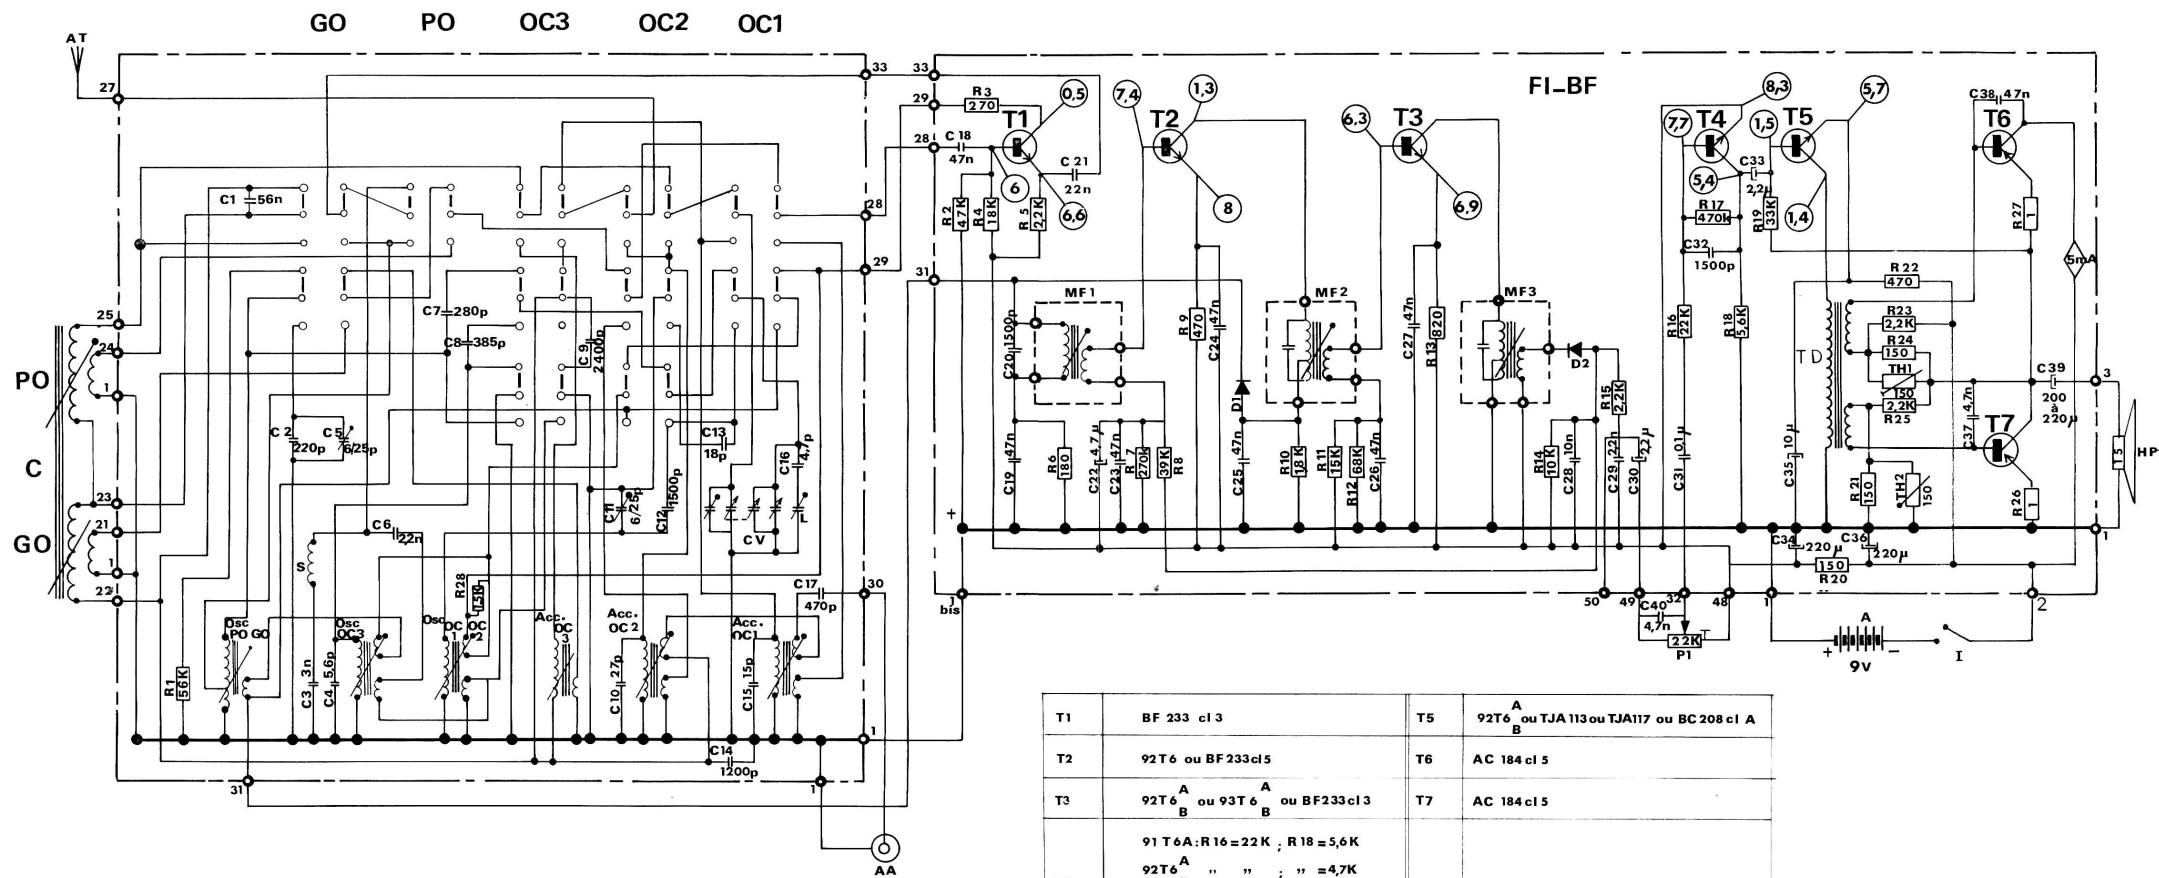 GO PO OC3 OC2 OC1
AT
27
33 33
29
28
28
29
31
FI_BF
R3
270
C18
47n
T1
0,5
C21
22n
6
6,6
R2
47K
R4
18K
R5
2,2K
7,4
T2
1,3
8
6,3
T3
6,9
7,7
T4
8,3
5,4
C33
2,2µ
1,5
T5
5,7
1,4
R17
470k
C32
1500p
R19
33K
C38 47n
T6
R27
1
5mA
C1 56n
25
24
1
PO
C
GO
23
21
1
22
C7 280p
C8 385p
C9
2400p
C2
220p
C5
6/25p
C6
2,2n
S
C11
6/25p
C12 1500p
C13
18p
C16
4,7p
CV
L
R28
15K
C17
470p
30
Osc
PO GO
Osc
OC3
Osc
OC
1
OC
2
Acc.
OC
3
Acc.
OC2
Acc.
OC1
R1
56K
C3 3n
C4 5,6p
C10 27p
C15 15p
C14
1200p
1
31
1
AA
MF1
C20 1500p
C19 47n
R6
180
C22 4,7µ
C23 47n
R7
270k
39K
R8
R9
470
C24 47n
D1
C25 47n
MF2
R10
18K
R11
15K
R12
68K
C26 47n
C27 47n
R13
820
MF3
D2
R15
2,2K
R14
10K
C28 10n
C29 22n
C30 2,2µ
R16
22K
C31 0,1µ
R18
5,6K
TD
C35 10µ
R22
470
R23
2,2K
R24
150
TH1
150
2,2K
R25
C37 4,7n
T7
C39
200
à
220µ
3
15
HP
R21
150
TH2
150
R26
1
1
C34
220µ
C36
220µ
150
R20
+
1
bis
50 49 32 48 1 2
C40
4,7n
22K
P1
A
+ −
9v
I
T1 BF 233 cl 3 T5 92T6 A B ou TJA 113 ou TJA117 ou BC 208 cl A
T2 92T6 ou BF233cl5 T6 AC 184 cl 5
T3 92T6 A B ou 93T6 A B ou BF233cl3 T7 AC 184 cl 5
91 T6A:R16=22K ; R18=5,6K
92T6 A „ „ ; „ =4,7K